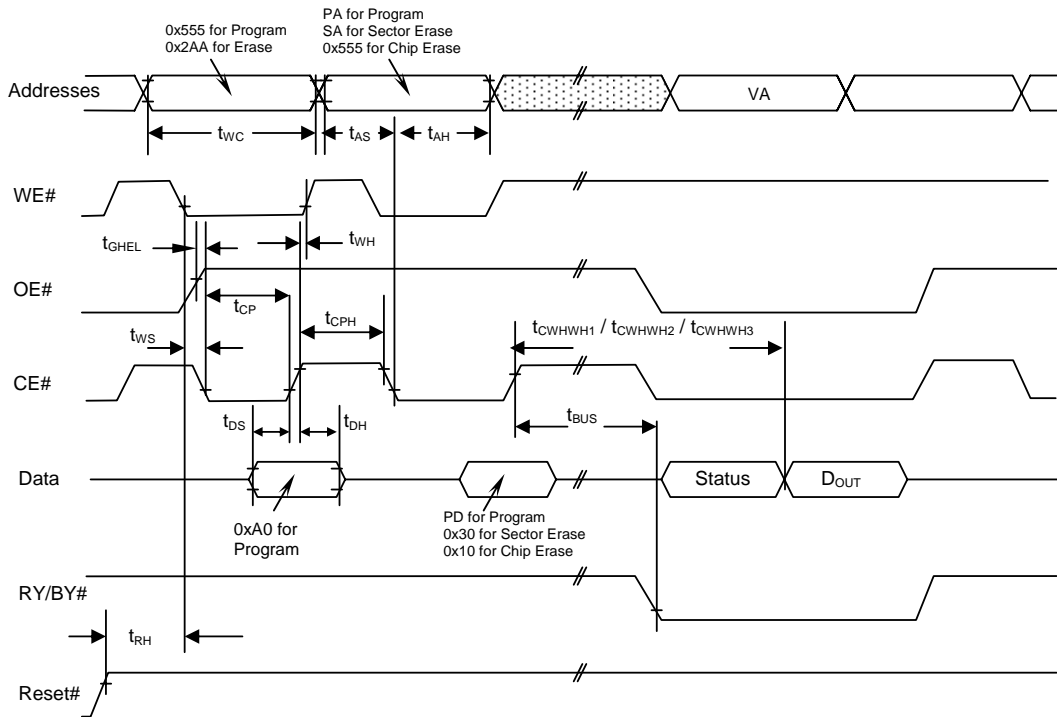 0x555 for Program
0x2AA for Erase
PA for Program
SA for Sector Erase
0x555 for Chip Erase
Addresses
VA
tWC
tAS
tAH
WE#
tGHEL
tWH
OE#
tCP
tCPH
tWS
tCWHWH1 / tCWHWH2 / tCWHWH3
CE#
tDS
tDH
tBUS
Data
Status
DOUT
0xA0 for
Program
PD for Program
0x30 for Sector Erase
0x10 for Chip Erase
RY/BY#
tRH
Reset#